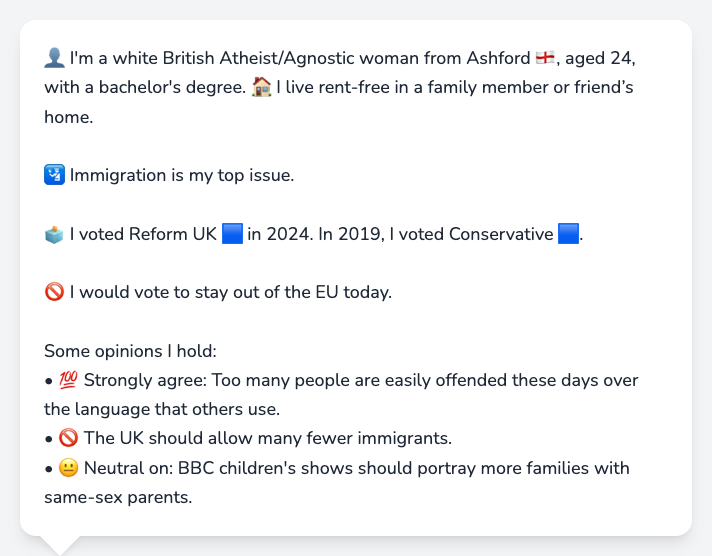 👤 I'm a white British Atheist/Agnostic woman from Ashford 🏴󠁧󠁢󠁥󠁮󠁧󠁿, aged 24,
with a bachelor's degree. 🏠 I live rent-free in a family member or friend’s
home.
🛂 Immigration is my top issue.
🗳️ I voted Reform UK 🟦 in 2024. In 2019, I voted Conservative 🟦.
🚫 I would vote to stay out of the EU today.
Some opinions I hold:
• 💯 Strongly agree: Too many people are easily offended these days over
the language that others use.
• 🚫 The UK should allow many fewer immigrants.
• 😐 Neutral on: BBC children's shows should portray more families with
same-sex parents.